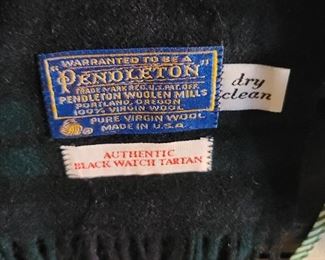 "WARRANTED TO BE A
"PENDLETON"
TRADE MARK REG. U.S. PAT. OFF.
PENDLETON WOOLEN MILLS
PORTLAND, OREGON
100% VIRGIN WOOL
PURE VIRGIN WOOL
MADE IN U.S.A.
dry
clean
AUTHENTIC
BLACK WATCH TARTAN